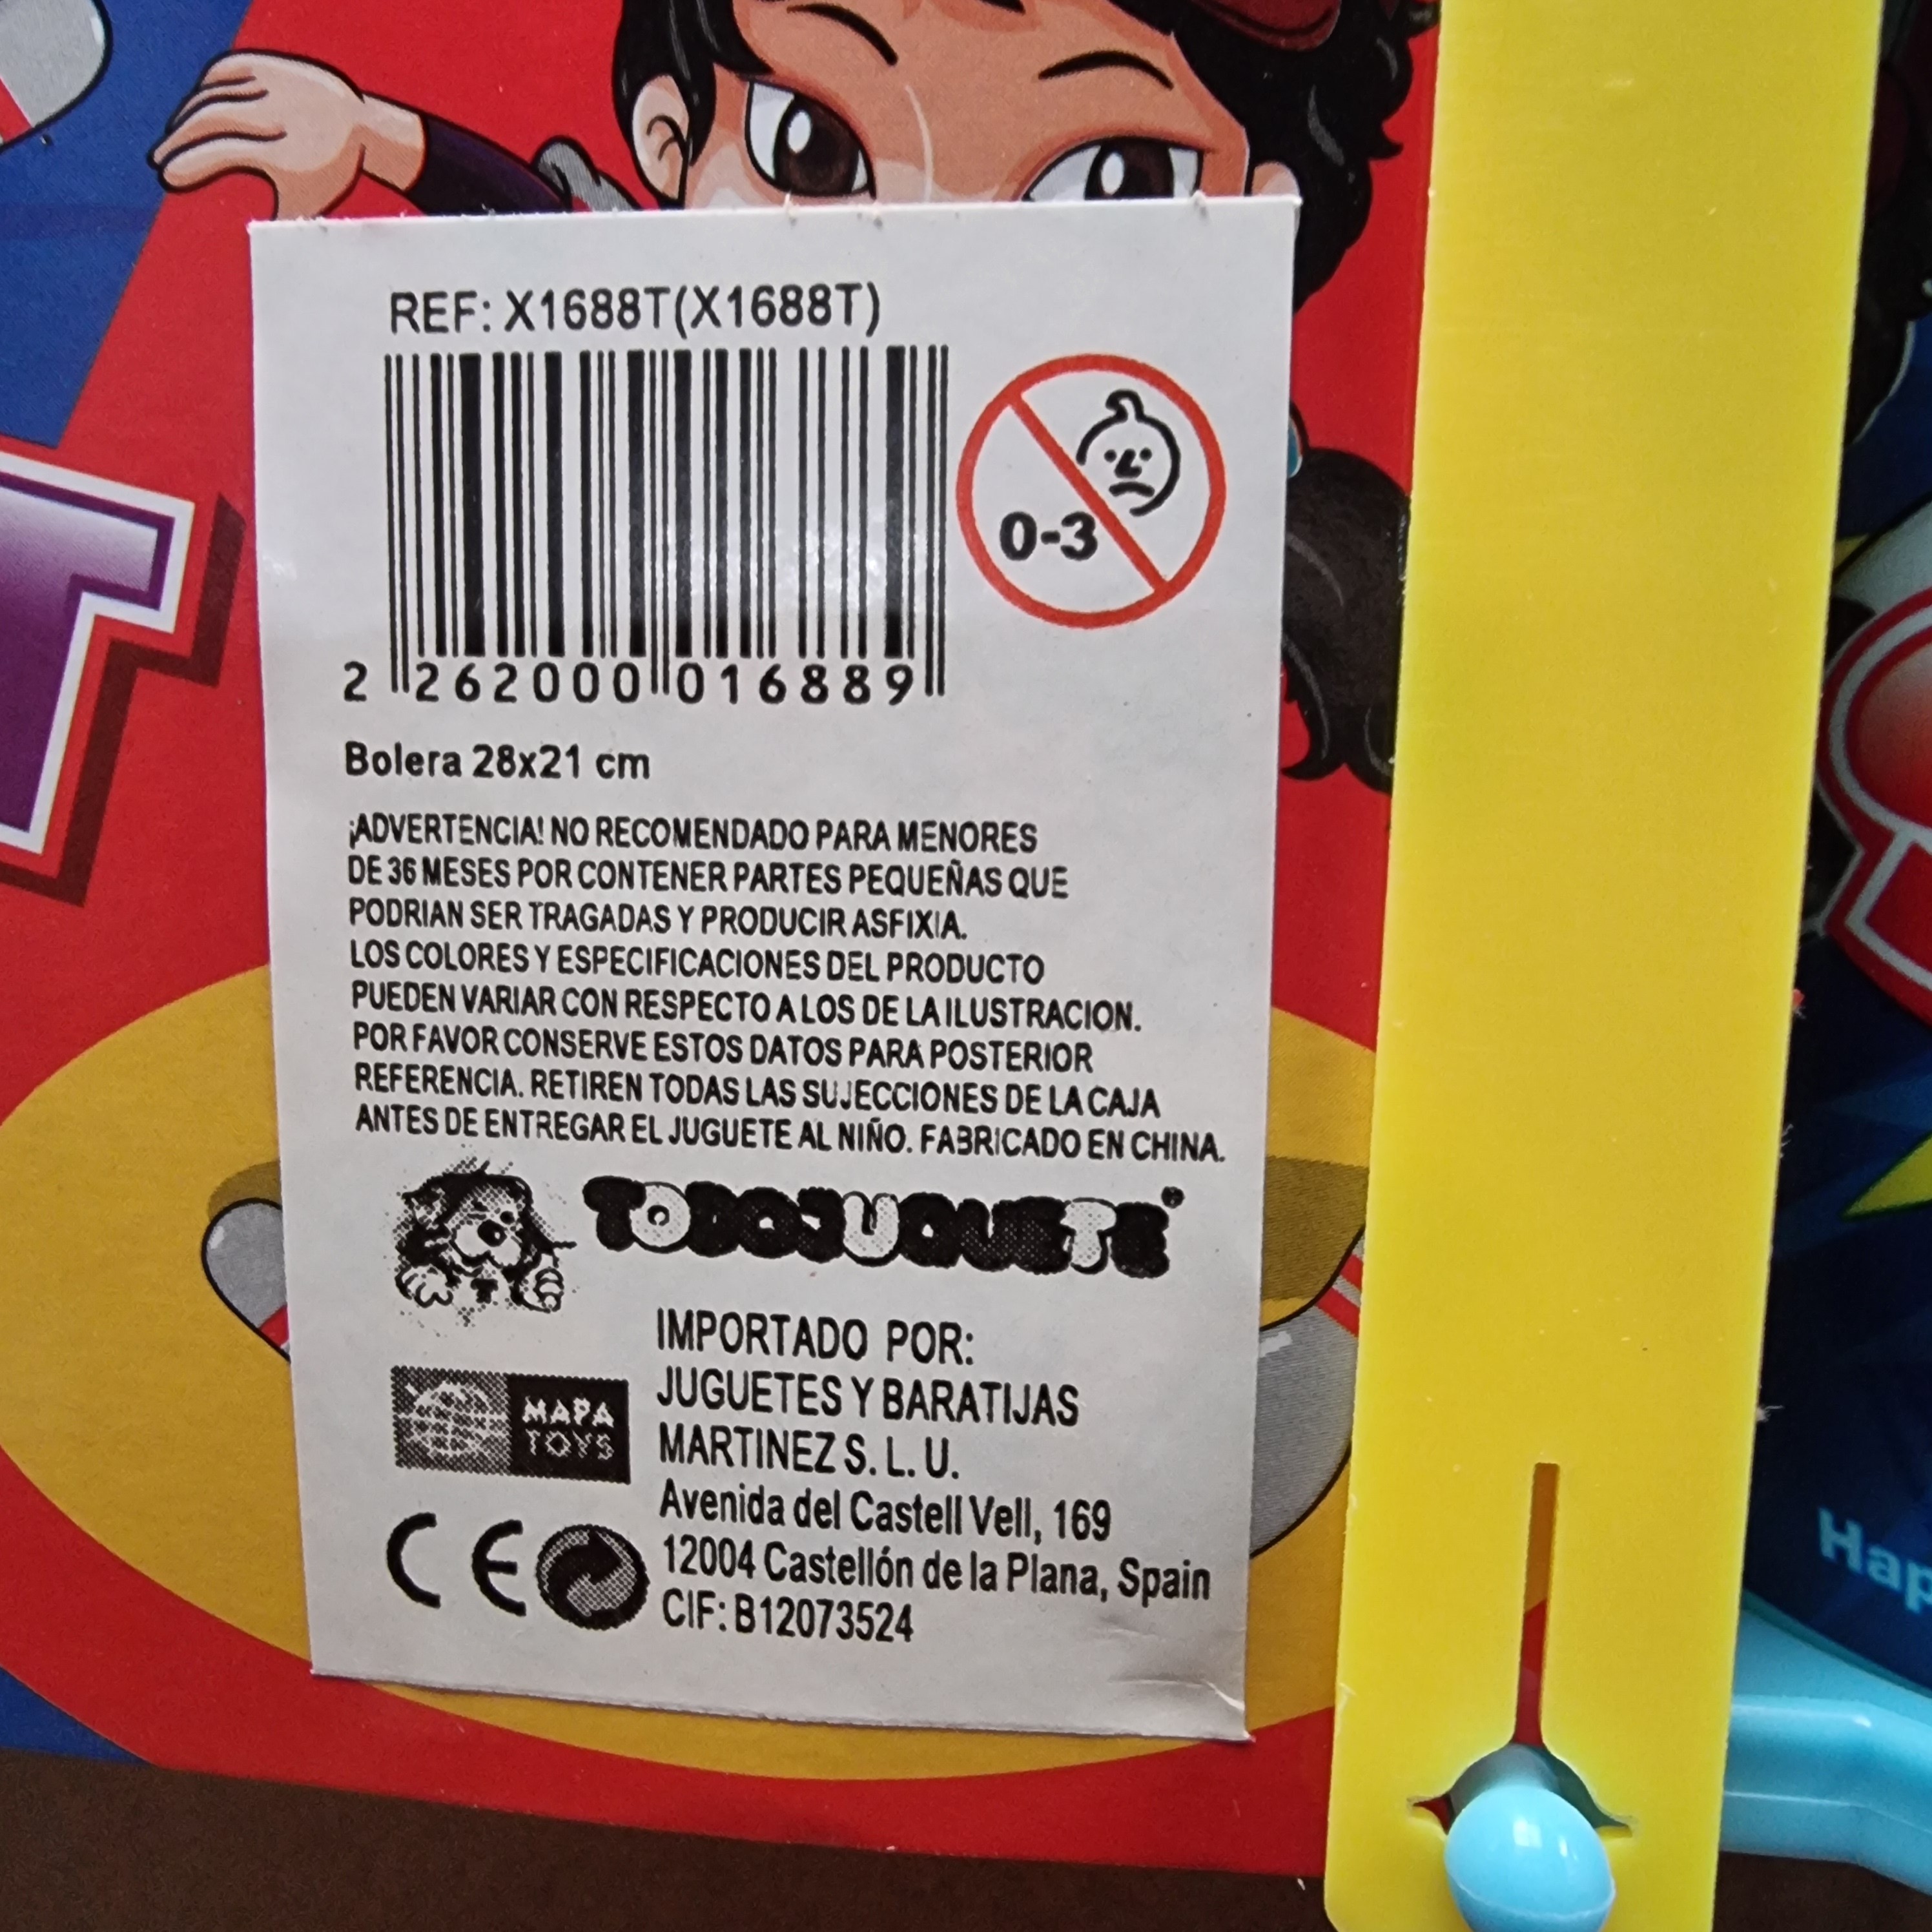 REF: X1688T(X1688T)
0-3
2 262000 016889
Bolera 28x21 cm
¡ADVERTENCIA! NO RECOMENDADO PARA MENORES
DE 36 MESES POR CONTENER PARTES PEQUEÑAS QUE
PODRIAN SER TRAGADAS Y PRODUCIR ASFIXIA.
LOS COLORES Y ESPECIFICACIONES DEL PRODUCTO
PUEDEN VARIAR CON RESPECTO A LOS DE LA ILUSTRACION.
POR FAVOR CONSERVE ESTOS DATOS PARA POSTERIOR
REFERENCIA. RETIREN TODAS LAS SUJECCIONES DE LA CAJA
ANTES DE ENTREGAR EL JUGUETE AL NIÑO. FABRICADO EN CHINA.
TODOJUGUETE
MAPA
TOYS
IMPORTADO POR:
JUGUETES Y BARATIJAS
MARTINEZ S. L. U.
Avenida del Castell Vell, 169
12004 Castellón de la Plana, Spain
CIF: B12073524
CE
T
Hap